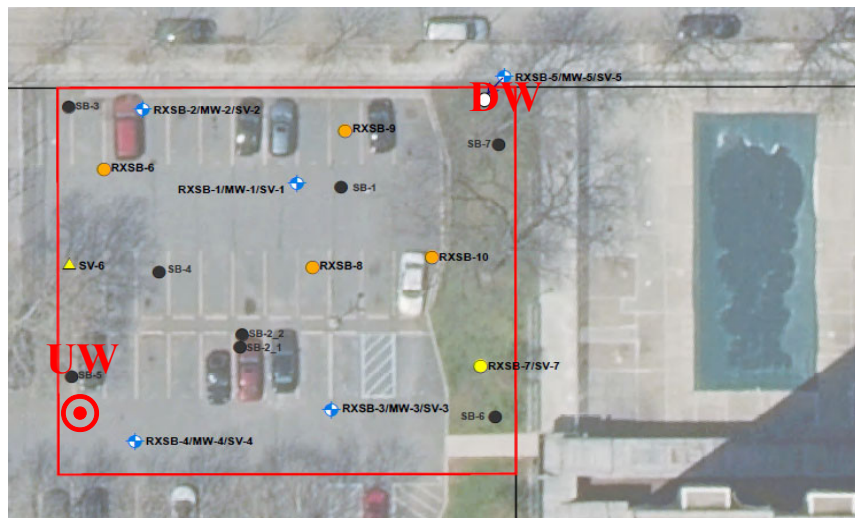 RXSB-5/MW-5/SV-5
DW
SB-3
RXSB-2/MW-2/SV-2
RXSB-9
SB-7
RXSB-6
RXSB-1/MW-1/SV-1
SB-1
SV-6
SB-4
RXSB-8
RXSB-10
SB-2_2
SB-2_1
UW
SB-5
RXSB-7/SV-7
RXSB-3/MW-3/SV-3
SB-6
RXSB-4/MW-4/SV-4